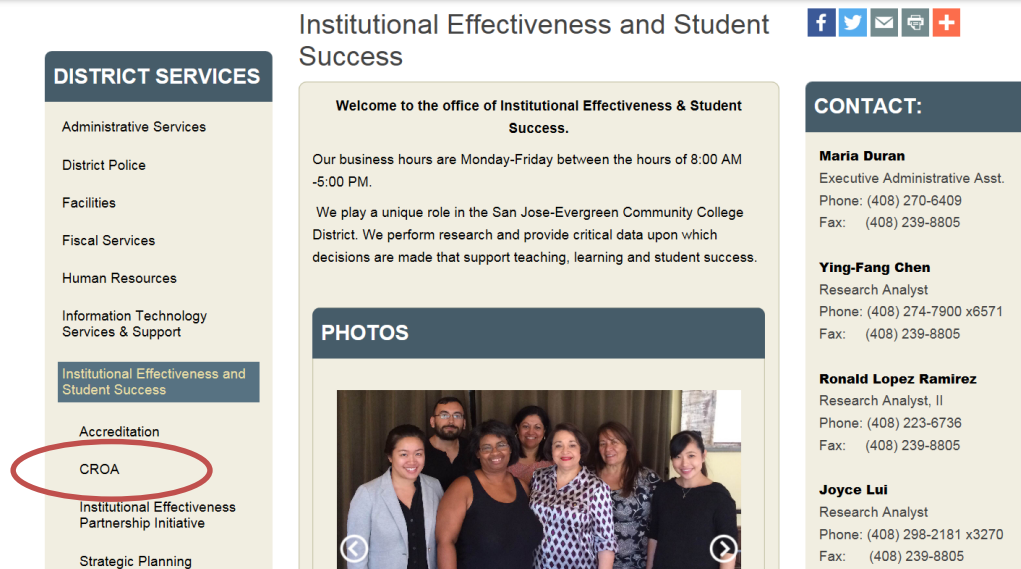 Institutional Effectiveness and Student
Success
DISTRICT SERVICES
Administrative Services
District Police
Facilities
Fiscal Services
Human Resources
Information Technology
Services & Support
Institutional Effectiveness and
Student Success
Accreditation
CROA
Institutional Effectiveness
Partnership Initiative
Strategic Planning
Welcome to the office of Institutional Effectiveness & Student
Success.
Our business hours are Monday-Friday between the hours of 8:00 AM
-5:00 PM.
We play a unique role in the San Jose-Evergreen Community College
District. We perform research and provide critical data upon which
decisions are made that support teaching, learning and student success.
PHOTOS
CONTACT:
Maria Duran
Executive Administrative Asst.
Phone: (408) 270-6409
Fax: (408) 239-8805
Ying-Fang Chen
Research Analyst
Phone: (408) 274-7900 x6571
Fax: (408) 239-8805
Ronald Lopez Ramirez
Research Analyst, II
Phone: (408) 223-6736
Fax: (408) 239-8805
Joyce Lui
Research Analyst
Phone: (408) 298-2181 x3270
Fax: (408) 239-8805